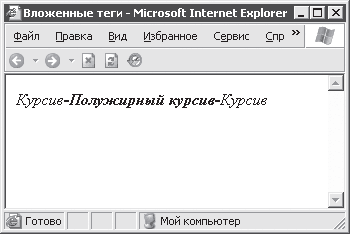 Вложенные теги - Microsoft Internet Explorer
Файл Правка Вид Избранное Сервис Спр »
Курсив-Полужирный курсив-Курсив
Готово Мой компьютер